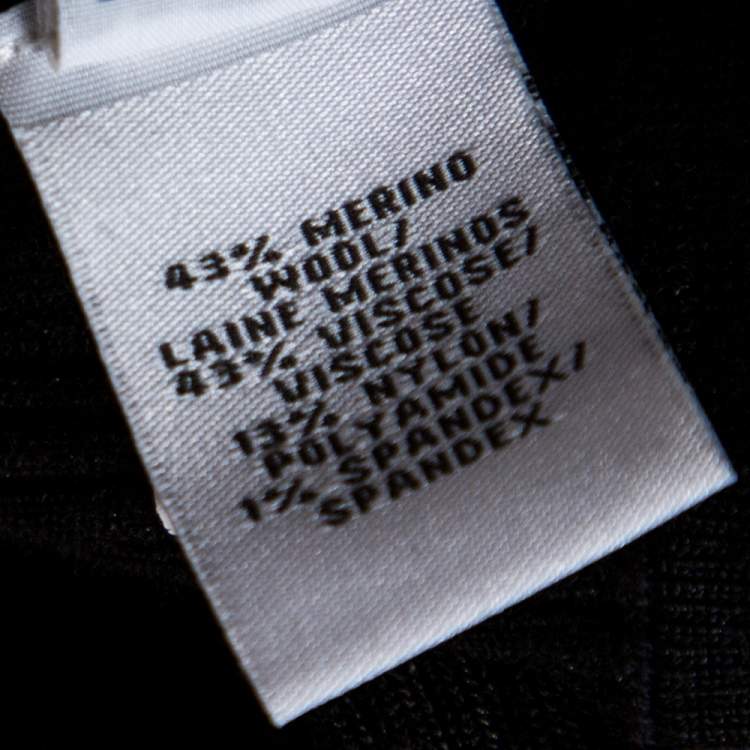 43% MERINO
WOOL/
LAINE MERINOS
43% VISCOSE/
VISCOSE
13% NYLON/
POLYAMIDE
1% SPANDEX/
SPANDEX